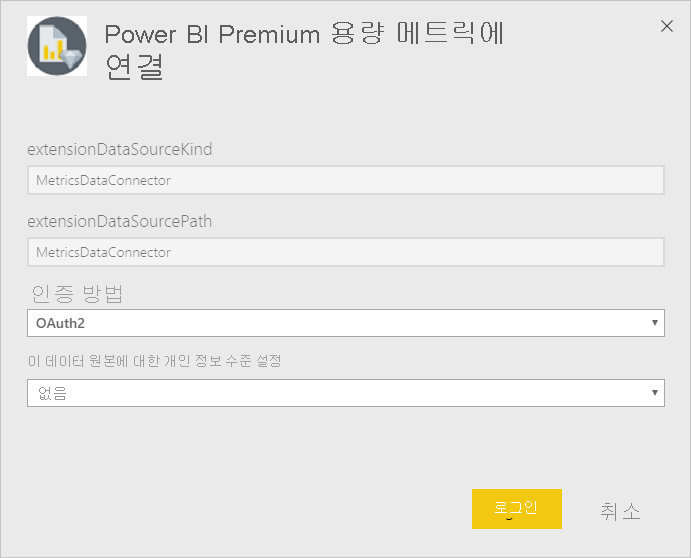 Power BI Premium 용량 메트릭에
연결
extensionDataSourceKind
MetricsDataConnector
extensionDataSourcePath
MetricsDataConnector
인증 방법
OAuth2
이 데이터 원본에 대한 개인 정보 수준 설정
없음
로그인
취소